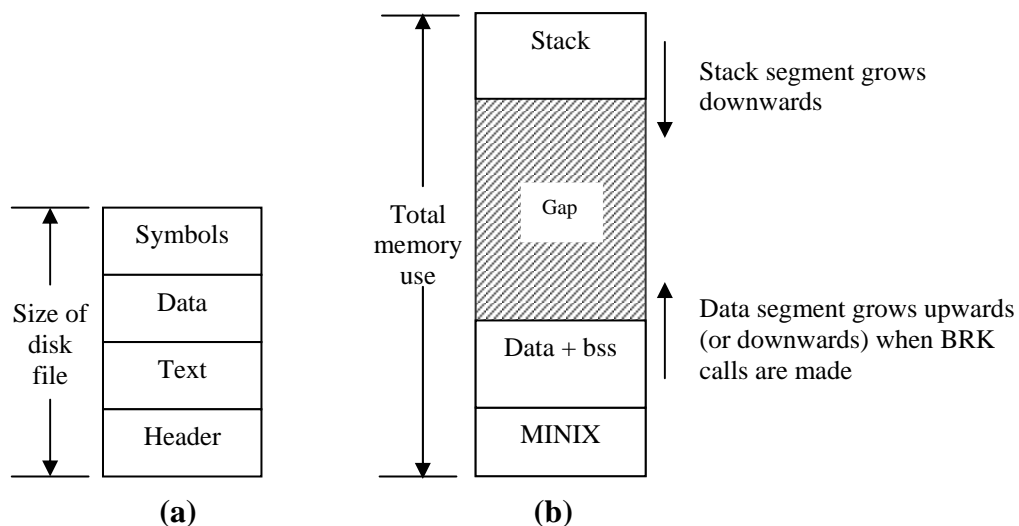 Symbols
Data
Text
Header
Size of
disk
file
(a)
Stack
Gap
Data + bss
MINIX
Total
memory
use
(b)
Stack segment grows
downwards
Data segment grows upwards
(or downwards) when BRK
calls are made